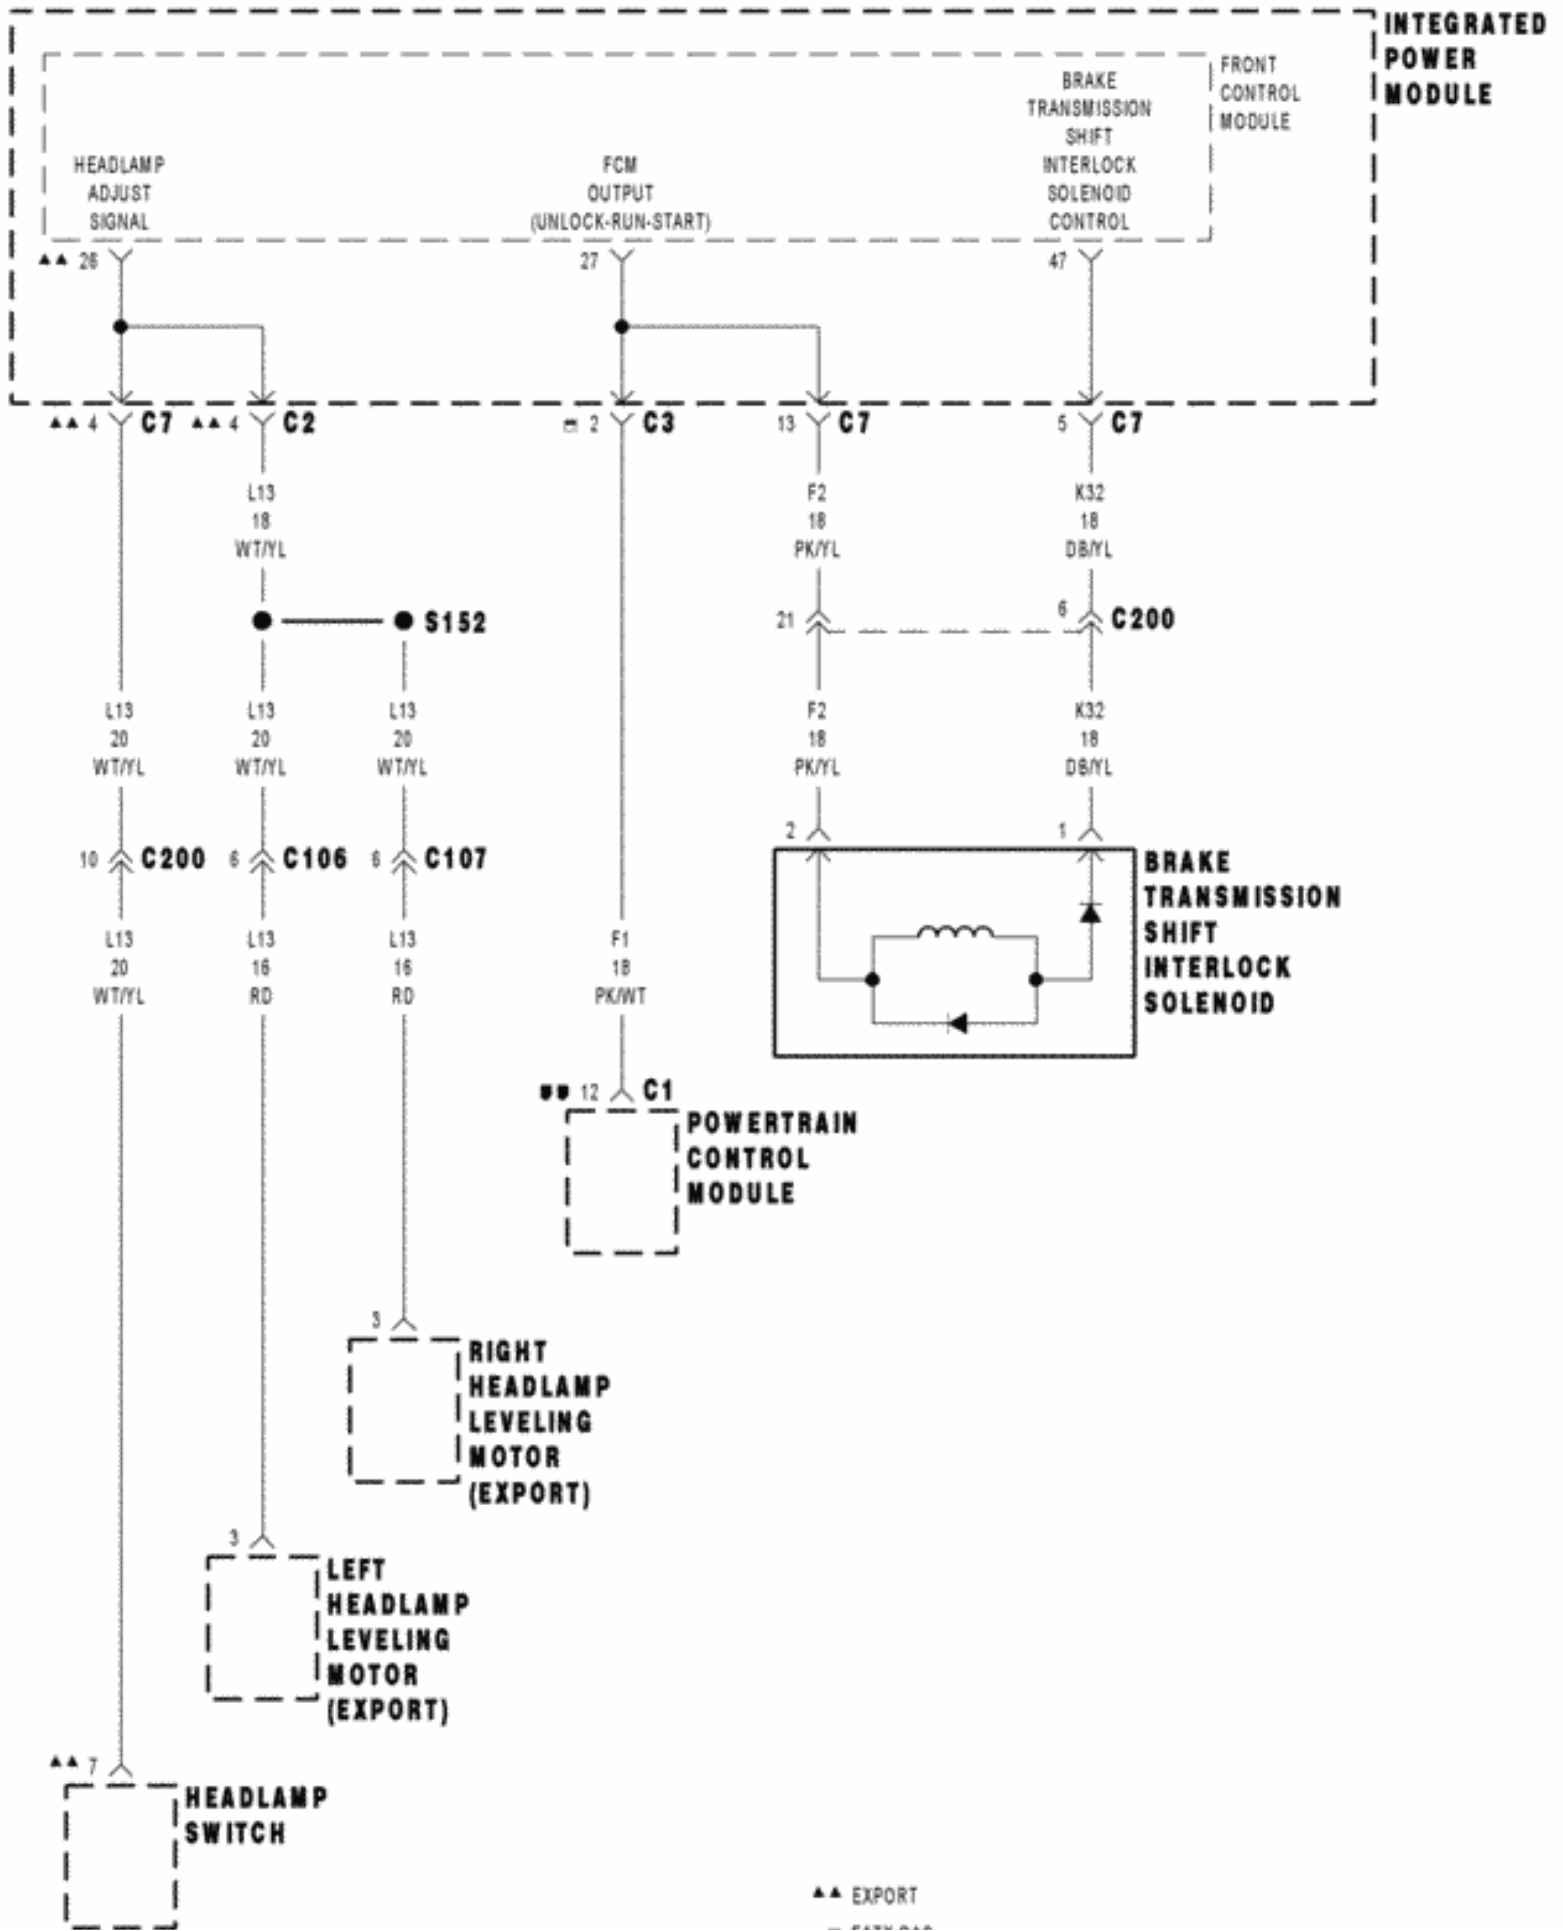 INTEGRATED
POWER
MODULE
FRONT
CONTROL
MODULE
HEADLAMP
ADJUST
SIGNAL
FCM
OUTPUT
(UNLOCK-RUN-START)
BRAKE
TRANSMISSION
SHIFT
INTERLOCK
SOLENOID
CONTROL
26
27
47
4 C7
4 C2
2 C3
13 C7
5 C7
L13
18
WT/YL
F2
18
PK/YL
K32
18
DB/YL
S152
21
6 C200
L13
20
WT/YL
L13
20
WT/YL
L13
20
WT/YL
F2
18
PK/YL
K32
18
DB/YL
10 C200
6 C106
6 C107
2
1
BRAKE
TRANSMISSION
SHIFT
INTERLOCK
SOLENOID
L13
20
WT/YL
L13
16
RD
L13
16
RD
F1
18
PK/WT
12 C1
POWERTRAIN
CONTROL
MODULE
3
RIGHT
HEADLAMP
LEVELING
MOTOR
(EXPORT)
3
LEFT
HEADLAMP
LEVELING
MOTOR
(EXPORT)
7
HEADLAMP
SWITCH
EXPORT